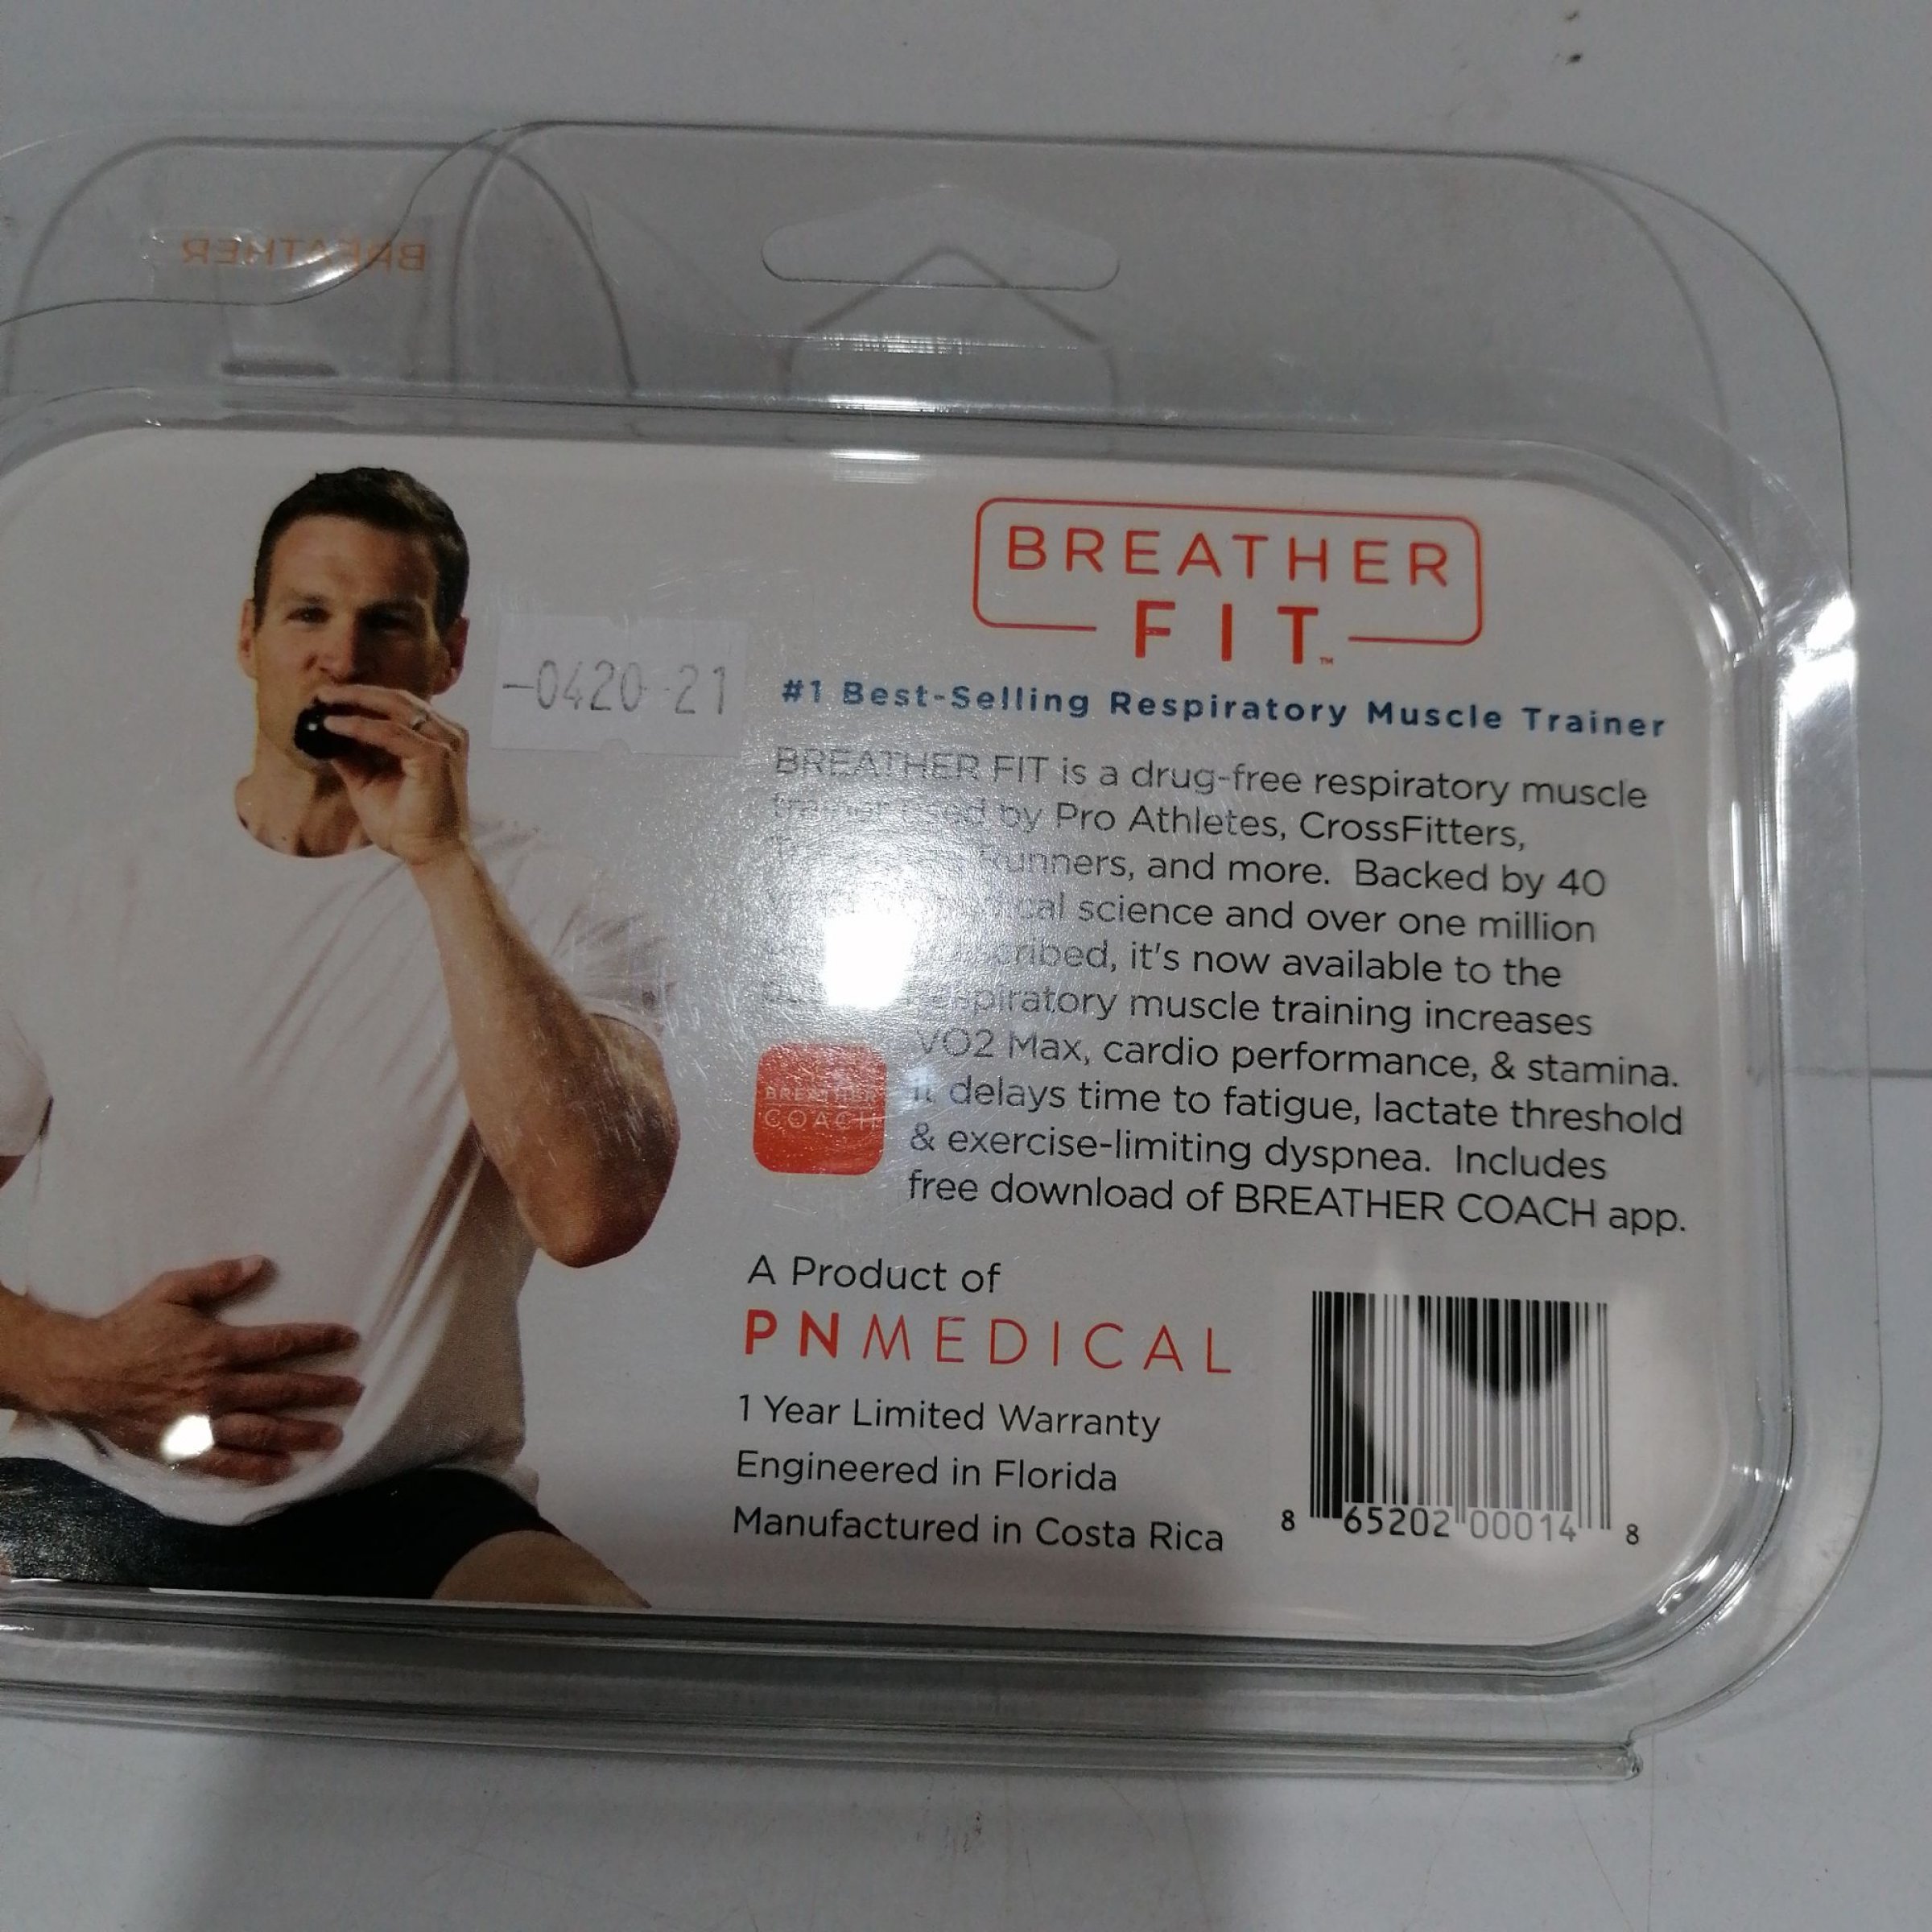 BREATHER
BREATHER
FIT™
-0420 21
#1 Best-Selling Respiratory Muscle Trainer
BREATHER FIT is a drug-free respiratory muscle
trainer used by Pro Athletes, CrossFitters,
Runners, and more. Backed by 40
science and over one million
it's now available to the
Respiratory muscle training increases
VO2 Max, cardio performance, & stamina.
It delays time to fatigue, lactate threshold
& exercise-limiting dyspnea. Includes
free download of BREATHER COACH app.
BREATHER
COACH
A Product of
PNMEDICAL
1 Year Limited Warranty
Engineered in Florida
Manufactured in Costa Rica
8 65202 00014 8